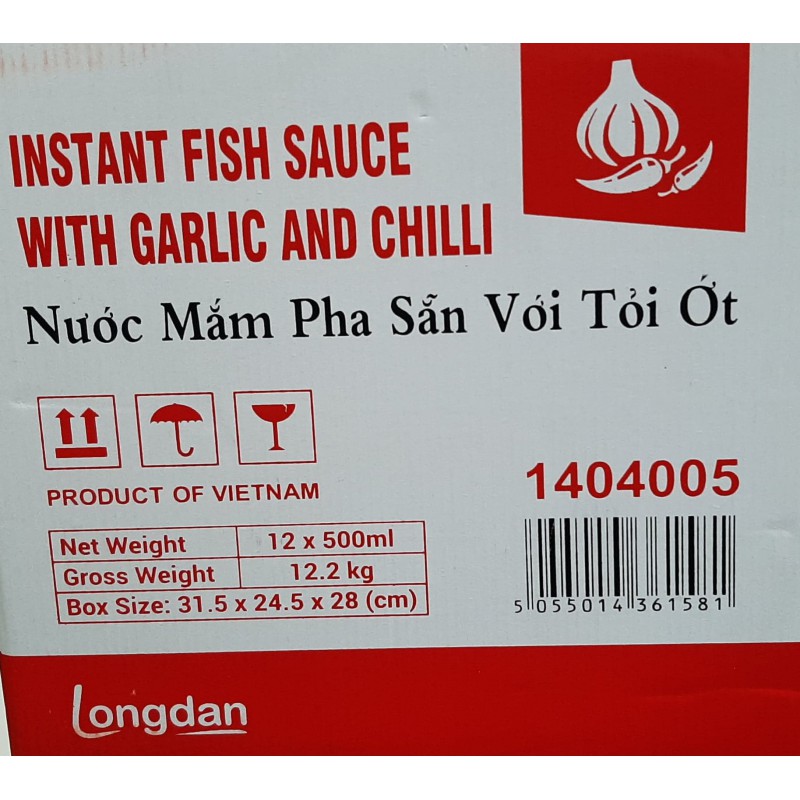 INSTANT FISH SAUCE
WITH GARLIC AND CHILLI
Nước Mắm Pha Sẵn Với Tỏi Ớt
PRODUCT OF VIETNAM
1404005
Net Weight 12 x 500ml
Gross Weight 12.2 kg
Box Size: 31.5 x 24.5 x 28 (cm)
5 055014 361581
Longdan